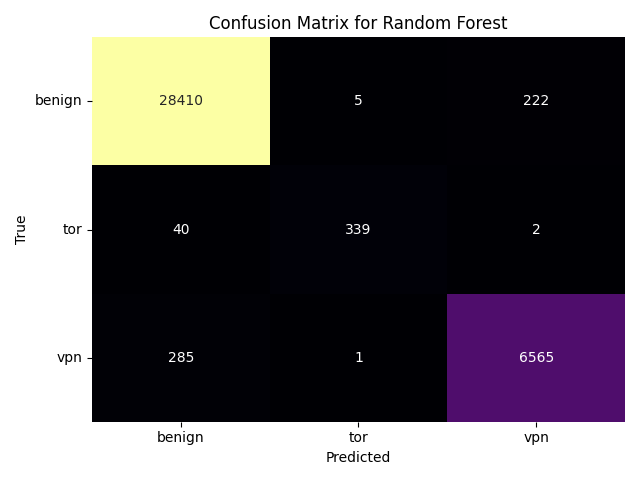 Confusion Matrix for Random Forest
benign 28410 5 222
tor 40 339 2
vpn 285 1 6565
benign tor vpn
Predicted
True